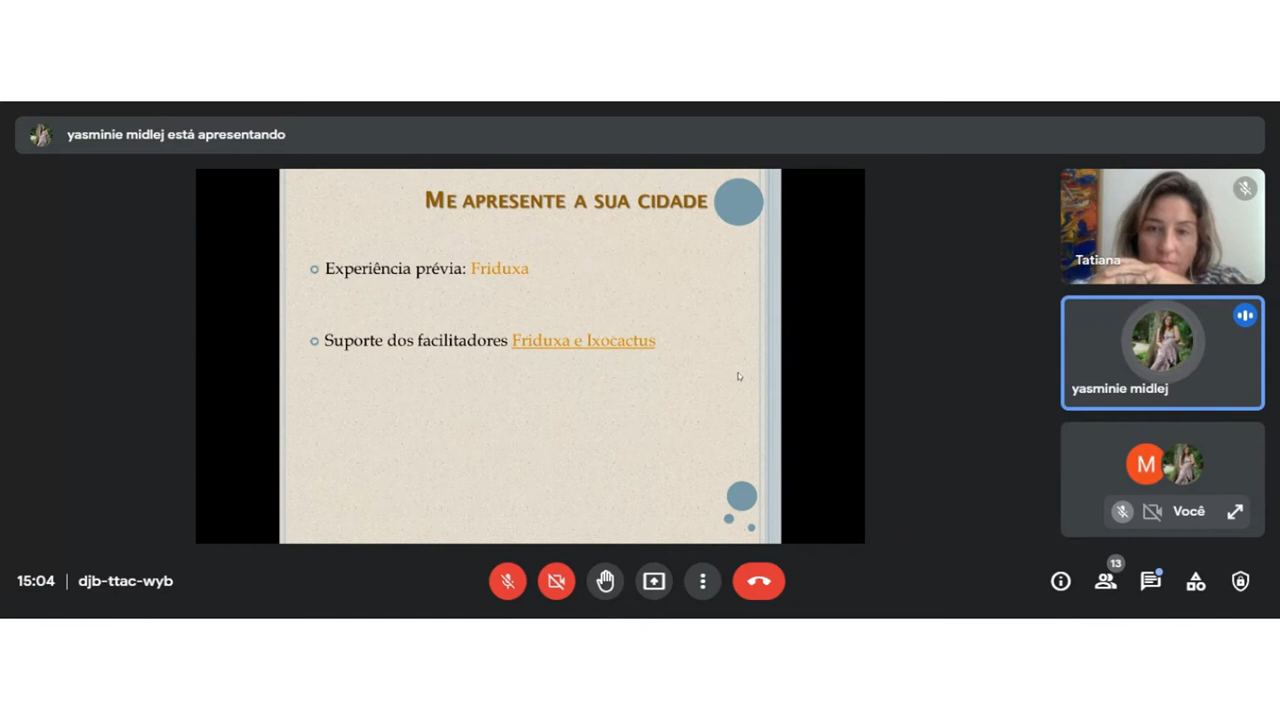 yasminie midlej está apresentando
ME APRESENTE A SUA CIDADE
Experiência prévia: Friduxa
Suporte dos facilitadores Friduxa e Ixocactus
Tatiana
yasminie midlej
M
Você
15:04 | djb-ttac-wyb
13